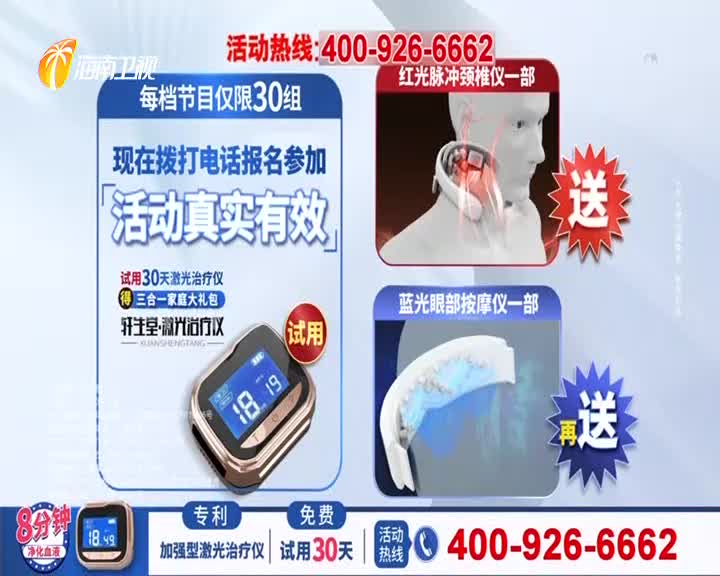 海南卫视
活动热线:400-926-6662
广告
每档节目仅限30组
现在拨打电话报名参加
「活动真实有效」
试用30天激光治疗仪
得 三合一家庭大礼包
轩生堂·激光治疗仪
XUANSHENGTANG
试用
18 19
红光脉冲颈椎仪一部
送
蓝光眼部按摩仪一部
再送
8分钟
净化血液
18.49
专利
加强型激光治疗仪
免费
试用30天
活动
热线
400-926-6662